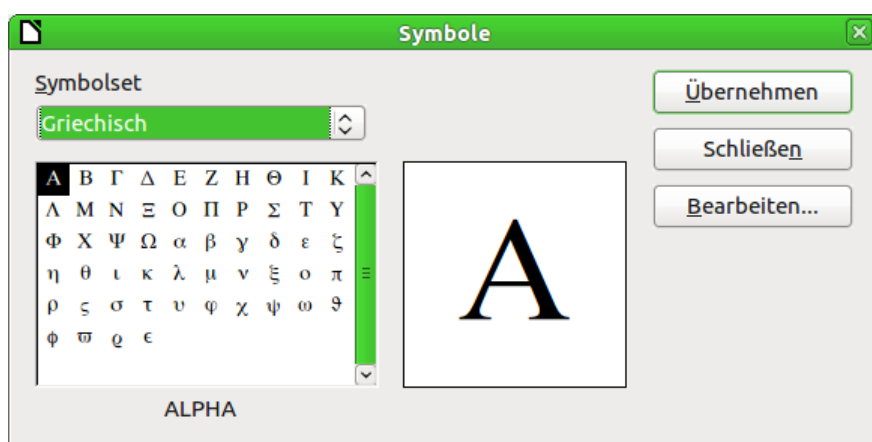 Symbole
Symbolset
Griechisch
Α Β Γ Δ Ε Ζ Η Θ Ι Κ
Λ Μ Ν Ξ Ο Π Ρ Σ Τ Υ
Φ Χ Ψ Ω α β γ δ ε ζ
η θ ι κ λ μ ν ξ ο π
ρ ς σ τ υ φ χ ψ ω ϑ
ϕ ϖ ϱ ϵ
ALPHA
Α
Übernehmen
Schließen
Bearbeiten...